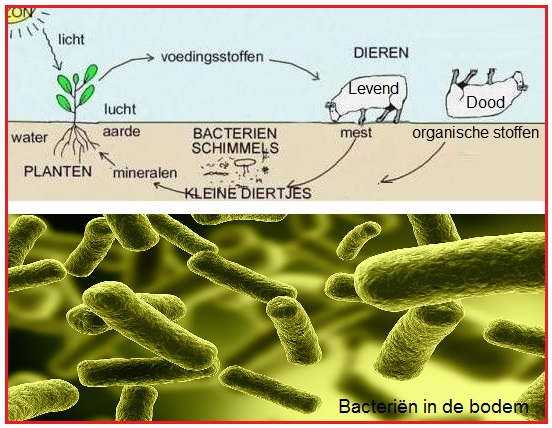 ZON
licht
voedingsstoffen
DIEREN
Levend
Dood
lucht
aarde
water
BACTERIEN
SCHIMMELS
mest
organische stoffen
PLANTEN
mineralen
KLEINE DIERTJES
Bacteriën in de bodem